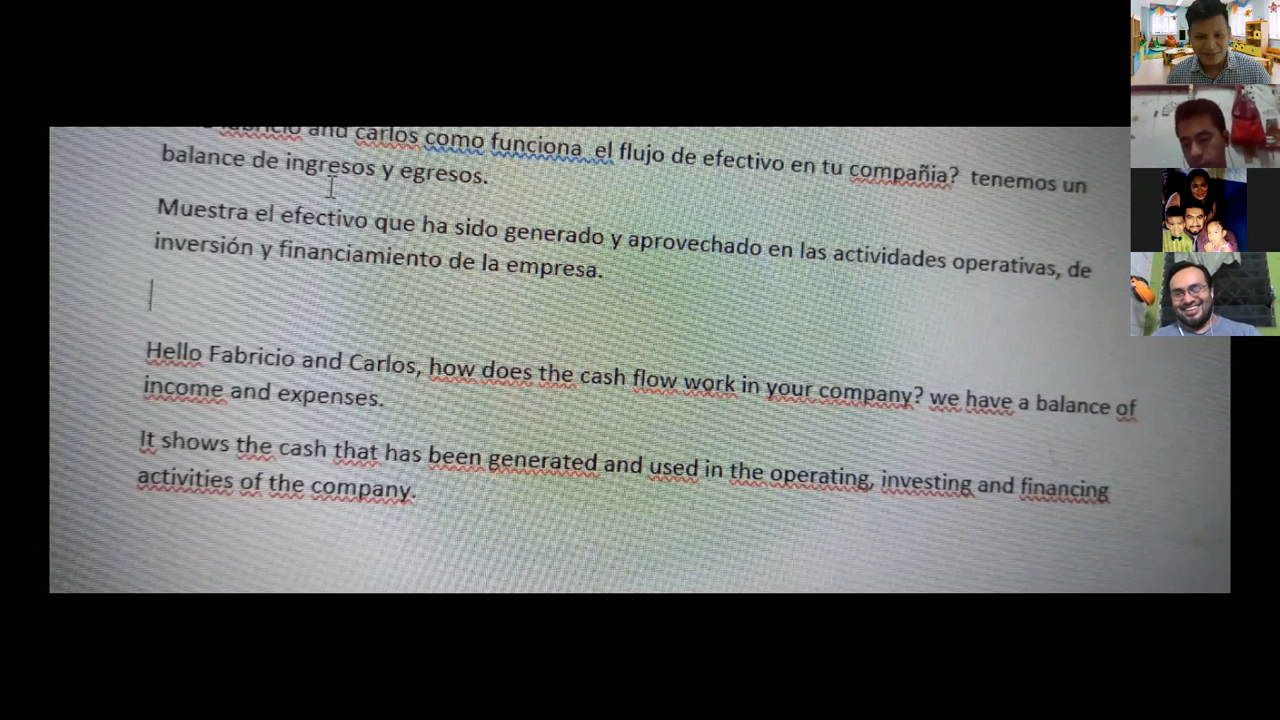 fabricio and carlos como funciona el flujo de efectivo en tu compañia? tenemos un
balance de ingresos y egresos.
Muestra el efectivo que ha sido generado y aprovechado en las actividades operativas, de
inversión y financiamiento de la empresa.
Hello Fabricio and Carlos, how does the cash flow work in your company? we have a balance of
income and expenses.
It shows the cash that has been generated and used in the operating, investing and financing
activities of the company.